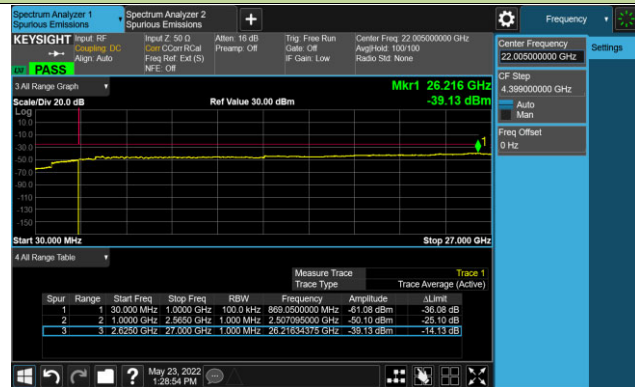 Spectrum Analyzer 1
Spurious Emissions
Spectrum Analyzer 2
Spurious Emissions
+
Frequency
KEYSIGHT
Input: RF
Coupling: DC
Align: Auto
Input Z: 50 Ω
Corr CCorr RCal
Freq Ref: Ext (S)
NFE: Off
Atten: 16 dB
Preamp: Off
Trig: Free Run
Gate: Off
IF Gain: Low
Center Freq: 22.005000000 GHz
Avg|Hold: 100/100
Radio Std: None
PASS
Center Frequency
22.005000000 GHz
Settings
CF Step
4.399000000 GHz
Auto
Man
Freq Offset
0 Hz
3 All Range Graph
Mkr1 26.216 GHz
Scale/Div 20.0 dB
Ref Value 30.00 dBm
-39.13 dBm
Log
10.0
-10.0
-30.0
-50.0
-70.0
-90.0
-110
-130
-150
1
Start 30.000 MHz
Stop 27.000 GHz
4 All Range Table
Measure Trace Trace 1
Trace Type Trace Average (Active)
Spur Range Start Freq Stop Freq RBW Frequency Amplitude ΔLimit
1 1 30.000 MHz 1.0000 GHz 100.0 kHz 869.0500000 MHz -61.08 dBm -36.08 dB
2 2 1.0000 GHz 2.5650 GHz 1.000 MHz 2.507095000 GHz -50.10 dBm -25.10 dB
3 3 2.6250 GHz 27.000 GHz 1.000 MHz 26.21634375 GHz -39.13 dBm -14.13 dB
?
May 23, 2022
1:28:54 PM